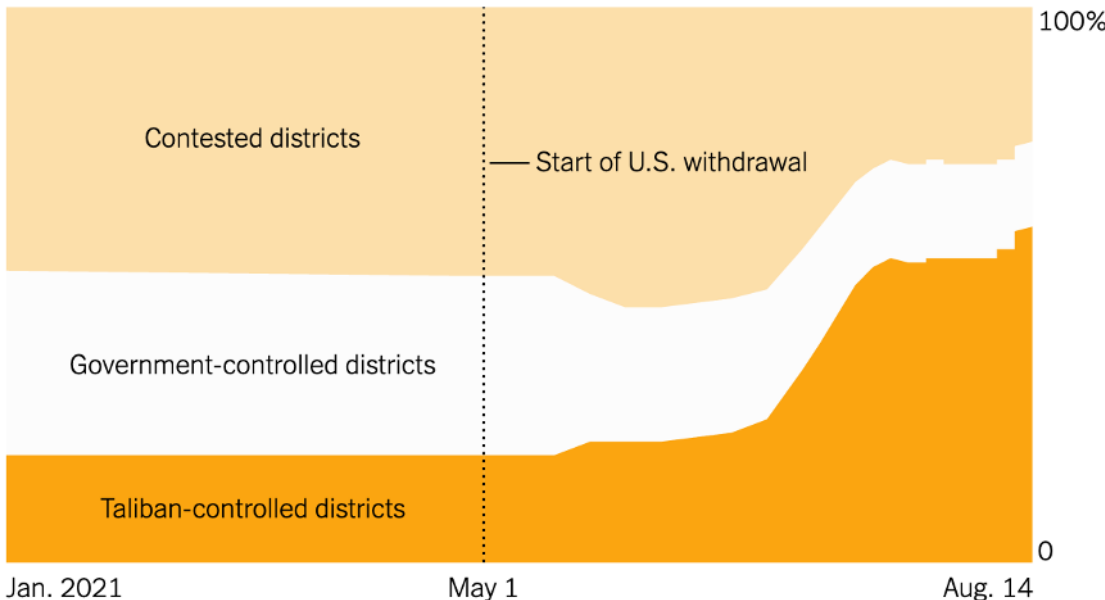 100%
Contested districts
Start of U.S. withdrawal
Government-controlled districts
Taliban-controlled districts
0
Jan. 2021
May 1
Aug. 14